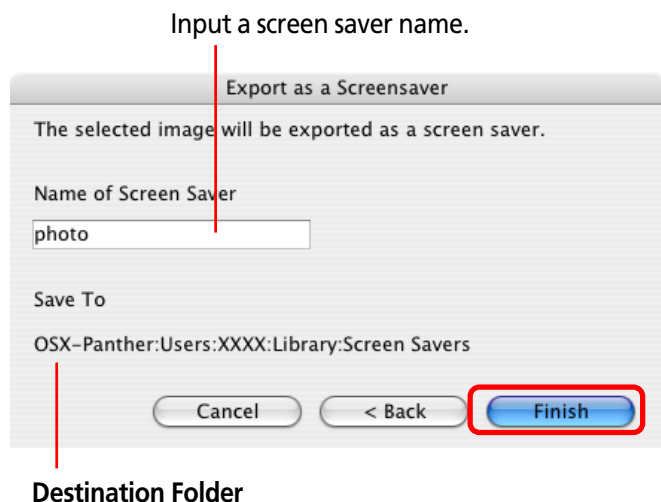 Input a screen saver name.
Export as a Screensaver
The selected image will be exported as a screen saver.
Name of Screen Saver
photo
Save To
OSX-Panther:Users:XXXX:Library:Screen Savers
Cancel < Back Finish
Destination Folder